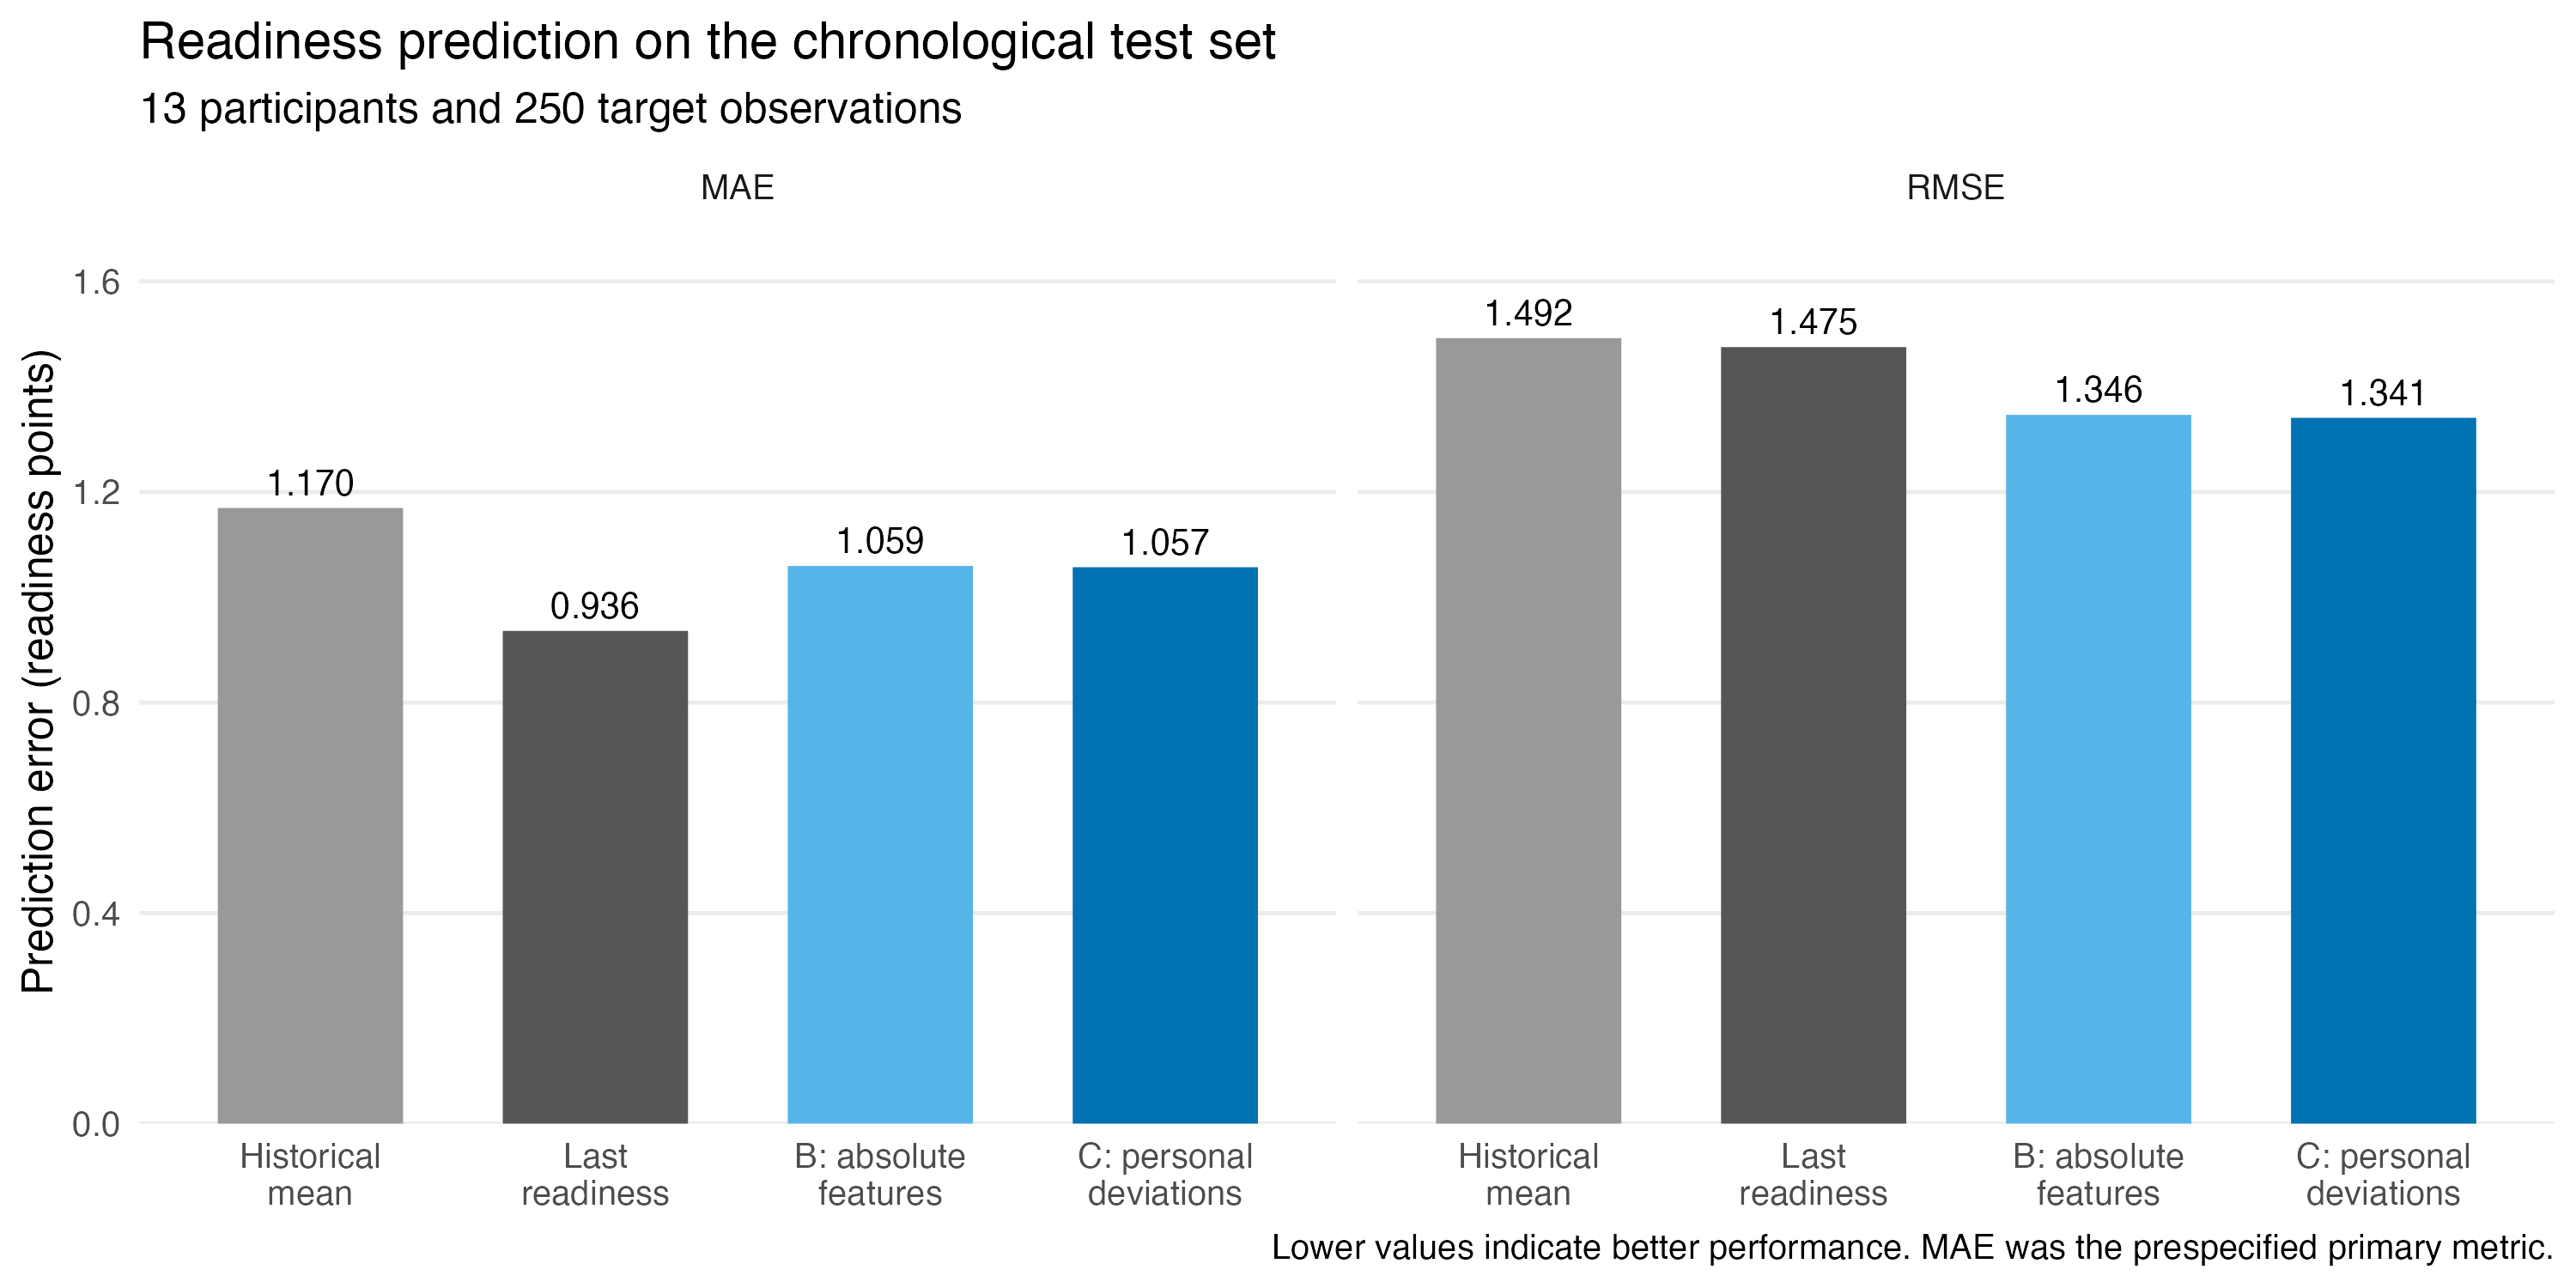 Readiness prediction on the chronological test set
13 participants and 250 target observations
MAE
RMSE
Prediction error (readiness points)
1.6
1.2
0.8
0.4
0.0
1.170
0.936
1.059
1.057
1.492
1.475
1.346
1.341
Historical
mean
Last
readiness
B: absolute
features
C: personal
deviations
Historical
mean
Last
readiness
B: absolute
features
C: personal
deviations
Lower values indicate better performance. MAE was the prespecified primary metric.